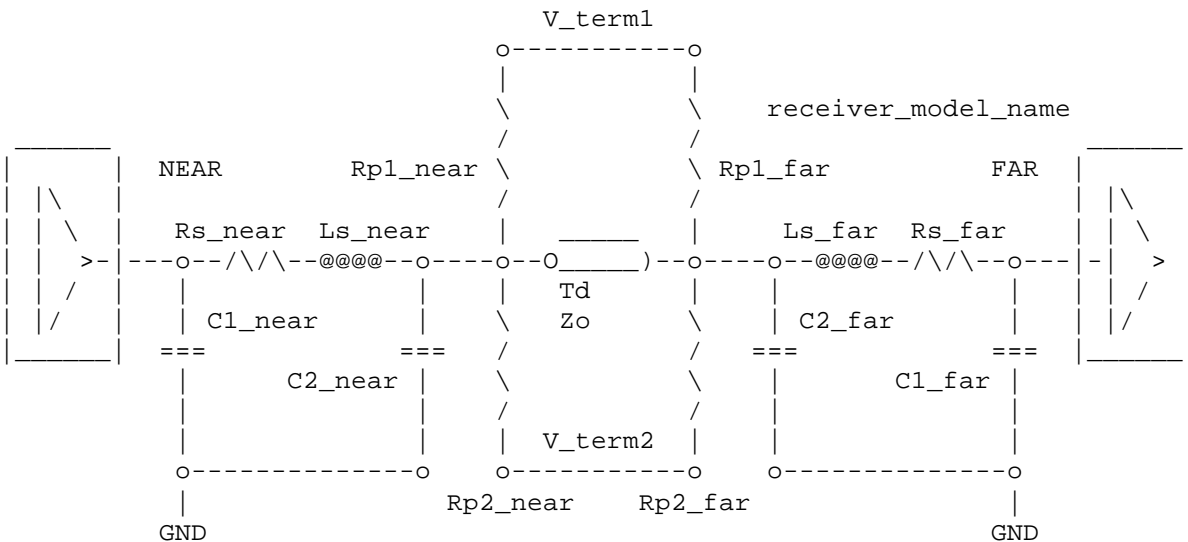 V_term1
receiver_model_name
NEAR Rp1_near Rp1_far FAR
Rs_near Ls_near Ls_far Rs_far
Td
C1_near Zo C2_far
C2_near C1_far
V_term2
Rp2_near Rp2_far
GND GND